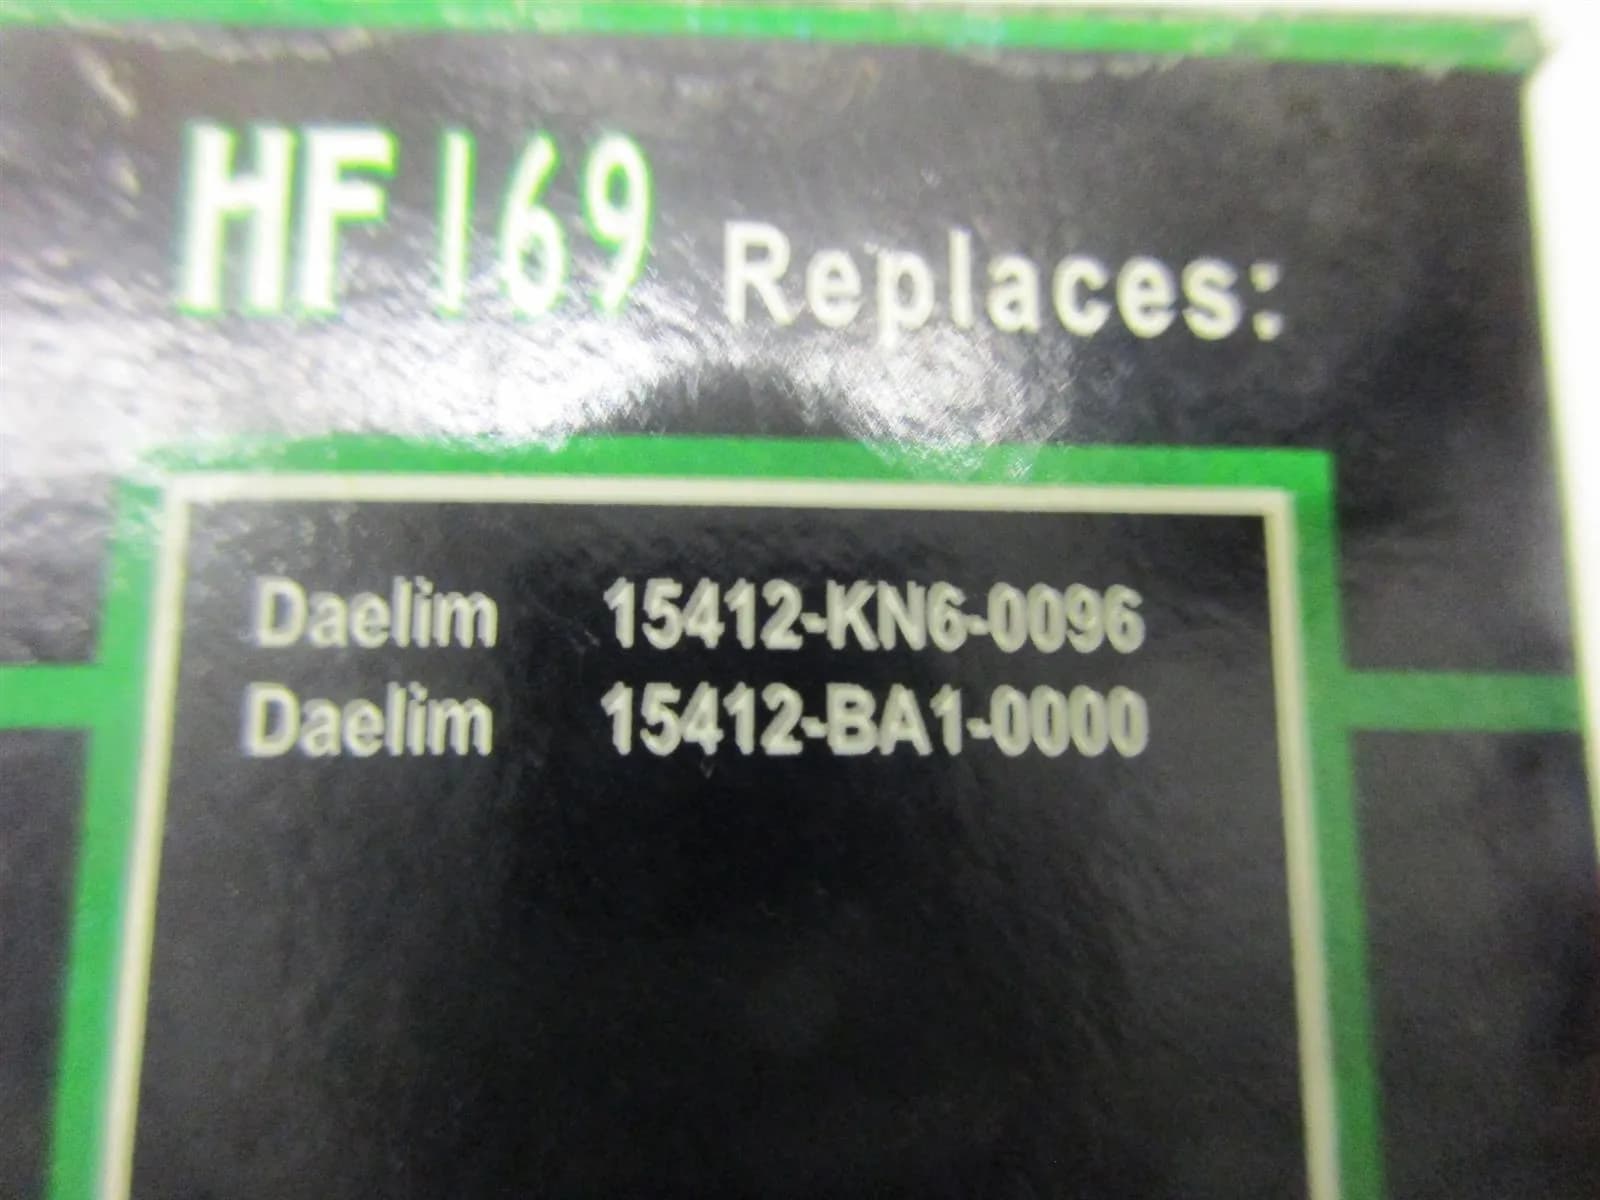 HF169 Replaces:
Daelim 15412-KN6-0096
Daelim 15412-BA1-0000